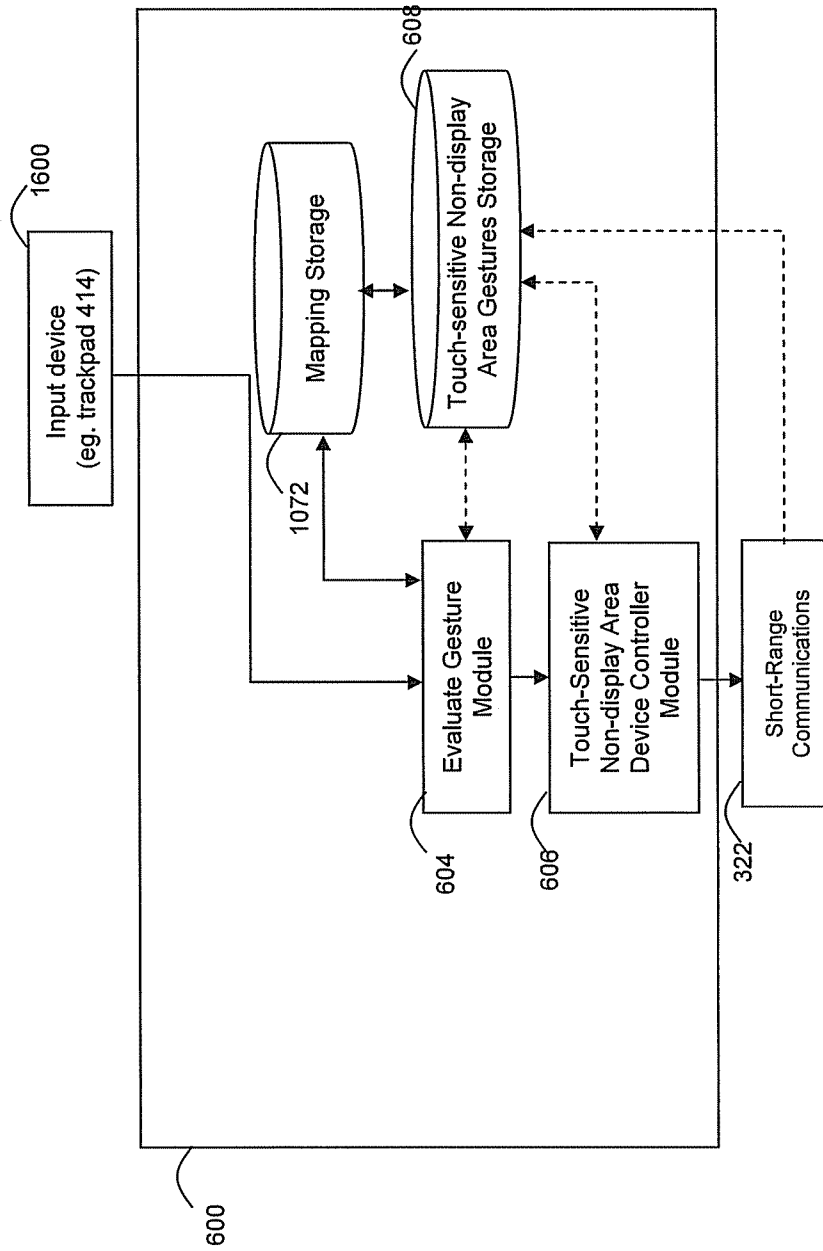 1600
Input device
(eg. trackpad 414)
600
1072
Mapping Storage
608
Touch-sensitive Non-display
Area Gestures Storage
604
Evaluate Gesture
Module
606
Touch-Sensitive
Non-display Area
Device Controller
Module
322
Short-Range
Communications